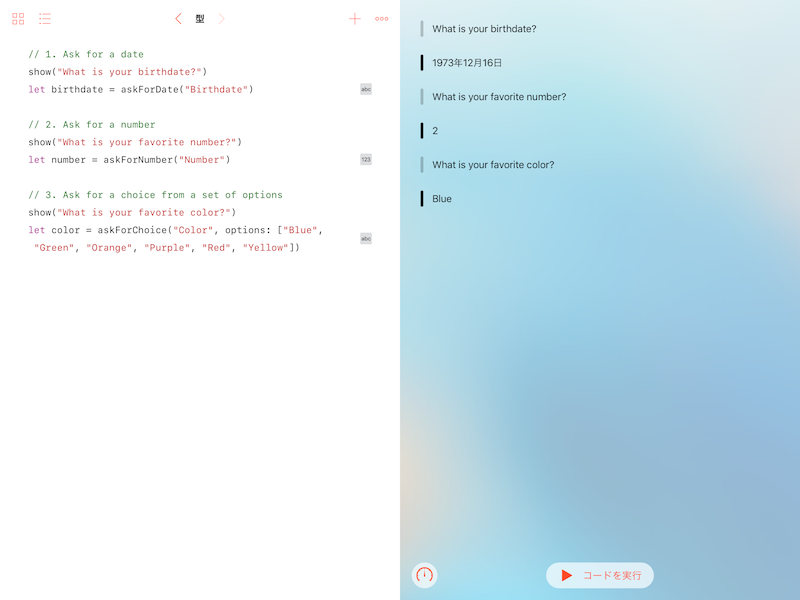 型
// 1. Ask for a date
show("What is your birthdate?")
let birthdate = askForDate("Birthdate")
abc
// 2. Ask for a number
show("What is your favorite number?")
let number = askForNumber("Number")
123
// 3. Ask for a choice from a set of options
show("What is your favorite color?")
let color = askForChoice("Color", options: ["Blue",
"Green", "Orange", "Purple", "Red", "Yellow"])
abc
What is your birthdate?
1973年12月16日
What is your favorite number?
2
What is your favorite color?
Blue
コードを実行